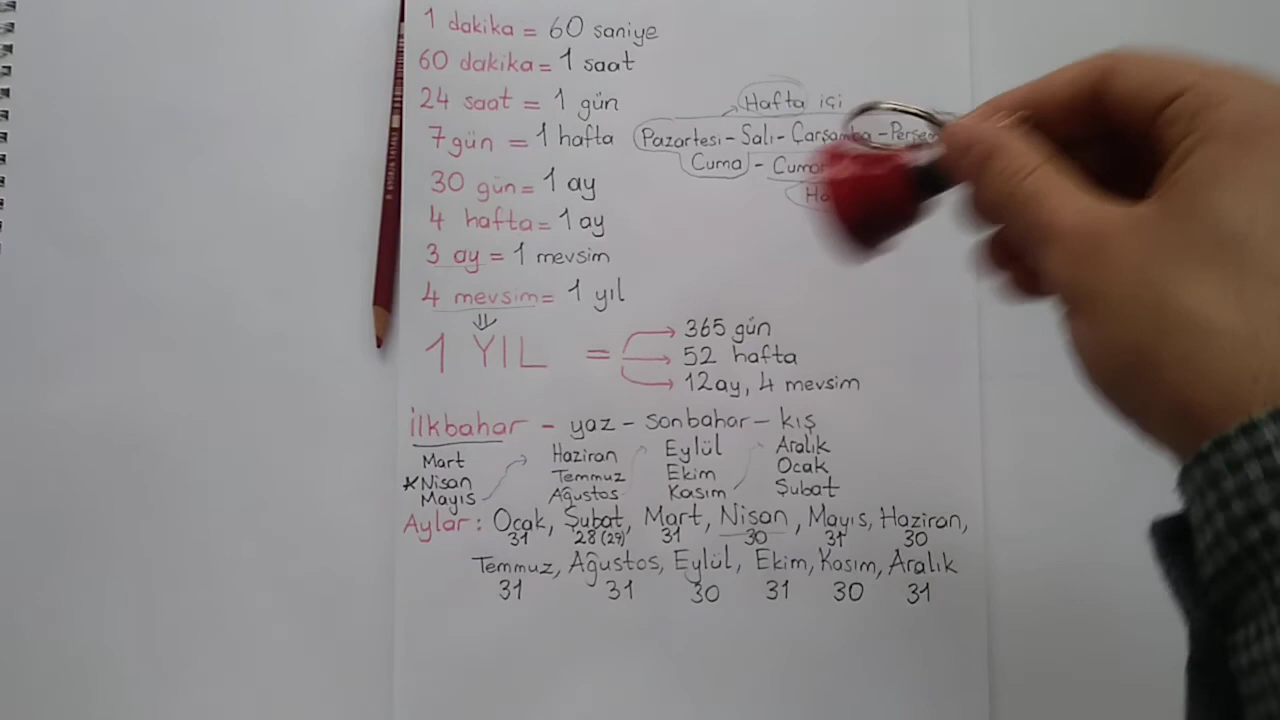 1 dakika = 60 saniye
60 dakika = 1 saat
24 saat = 1 gün
7 gün = 1 hafta
30 gün = 1 ay
4 hafta = 1 ay
3 ay = 1 mevsim
4 mevsim = 1 yıl
Hafta içi
Pazartesi - Salı - Çarşamba -
Cuma -
1 YIL =
365 gün
52 hafta
12 ay, 4 mevsim
İlkbahar - yaz - sonbahar - kış
Mart Haziran Eylül Aralık
*Nisan Temmuz Ekim Ocak
Mayıs Ağustos Kasım Şubat
Aylar: Ocak, Şubat, Mart, Nisan, Mayıs, Haziran,
31 28 (29) 31 30 31 30
Temmuz, Ağustos, Eylül, Ekim, Kasım, Aralık
31 31 30 31 30 31